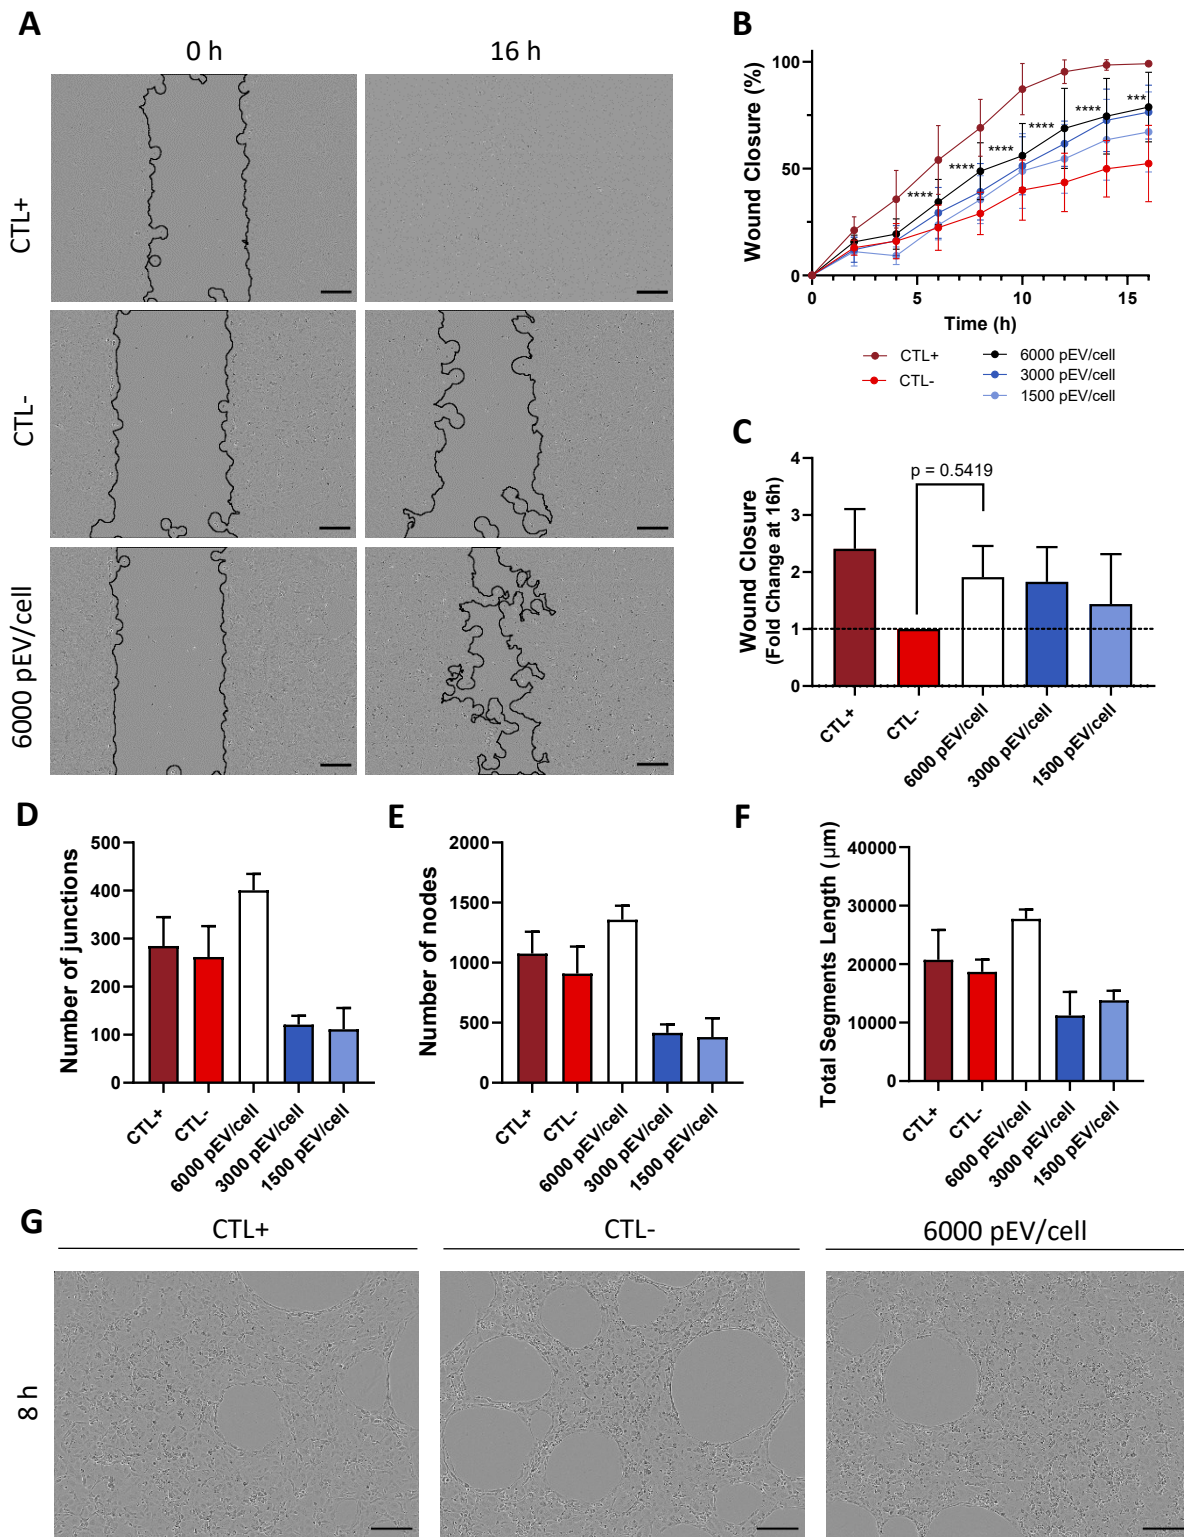 A
0 h
16 h
CTL+
CTL-
6000 pEV/cell
B
Wound Closure (%)
100
50
0
0
5
10
15
****
****
****
****
****
****
***
Time (h)
CTL+
CTL-
6000 pEV/cell
3000 pEV/cell
1500 pEV/cell
C
Wound Closure
(Fold Change at 16h)
4
3
2
1
0
p = 0.5419
CTL+
CTL-
6000 pEV/cell
3000 pEV/cell
1500 pEV/cell
D
Number of junctions
500
400
300
200
100
0
CTL+
CTL-
6000 pEV/cell
3000 pEV/cell
1500 pEV/cell
E
Number of nodes
2000
1500
1000
500
0
CTL+
CTL-
6000 pEV/cell
3000 pEV/cell
1500 pEV/cell
F
Total Segments Length (µm)
40000
30000
20000
10000
0
CTL+
CTL-
6000 pEV/cell
3000 pEV/cell
1500 pEV/cell
G
CTL+
CTL-
6000 pEV/cell
8 h